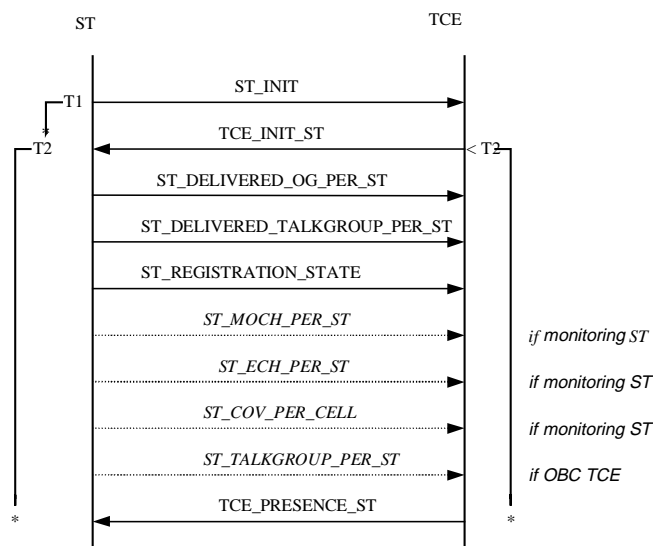 ST TCE
ST_INIT
T1
*
TCE_INIT_ST
T2 < T2
ST_DELIVERED_OG_PER_ST
ST_DELIVERED_TALKGROUP_PER_ST
ST_REGISTRATION_STATE
ST_MOCH_PER_ST
if monitoring ST
ST_ECH_PER_ST
if monitoring ST
ST_COV_PER_CELL
if monitoring ST
ST_TALKGROUP_PER_ST
if OBC TCE
TCE_PRESENCE_ST
* *